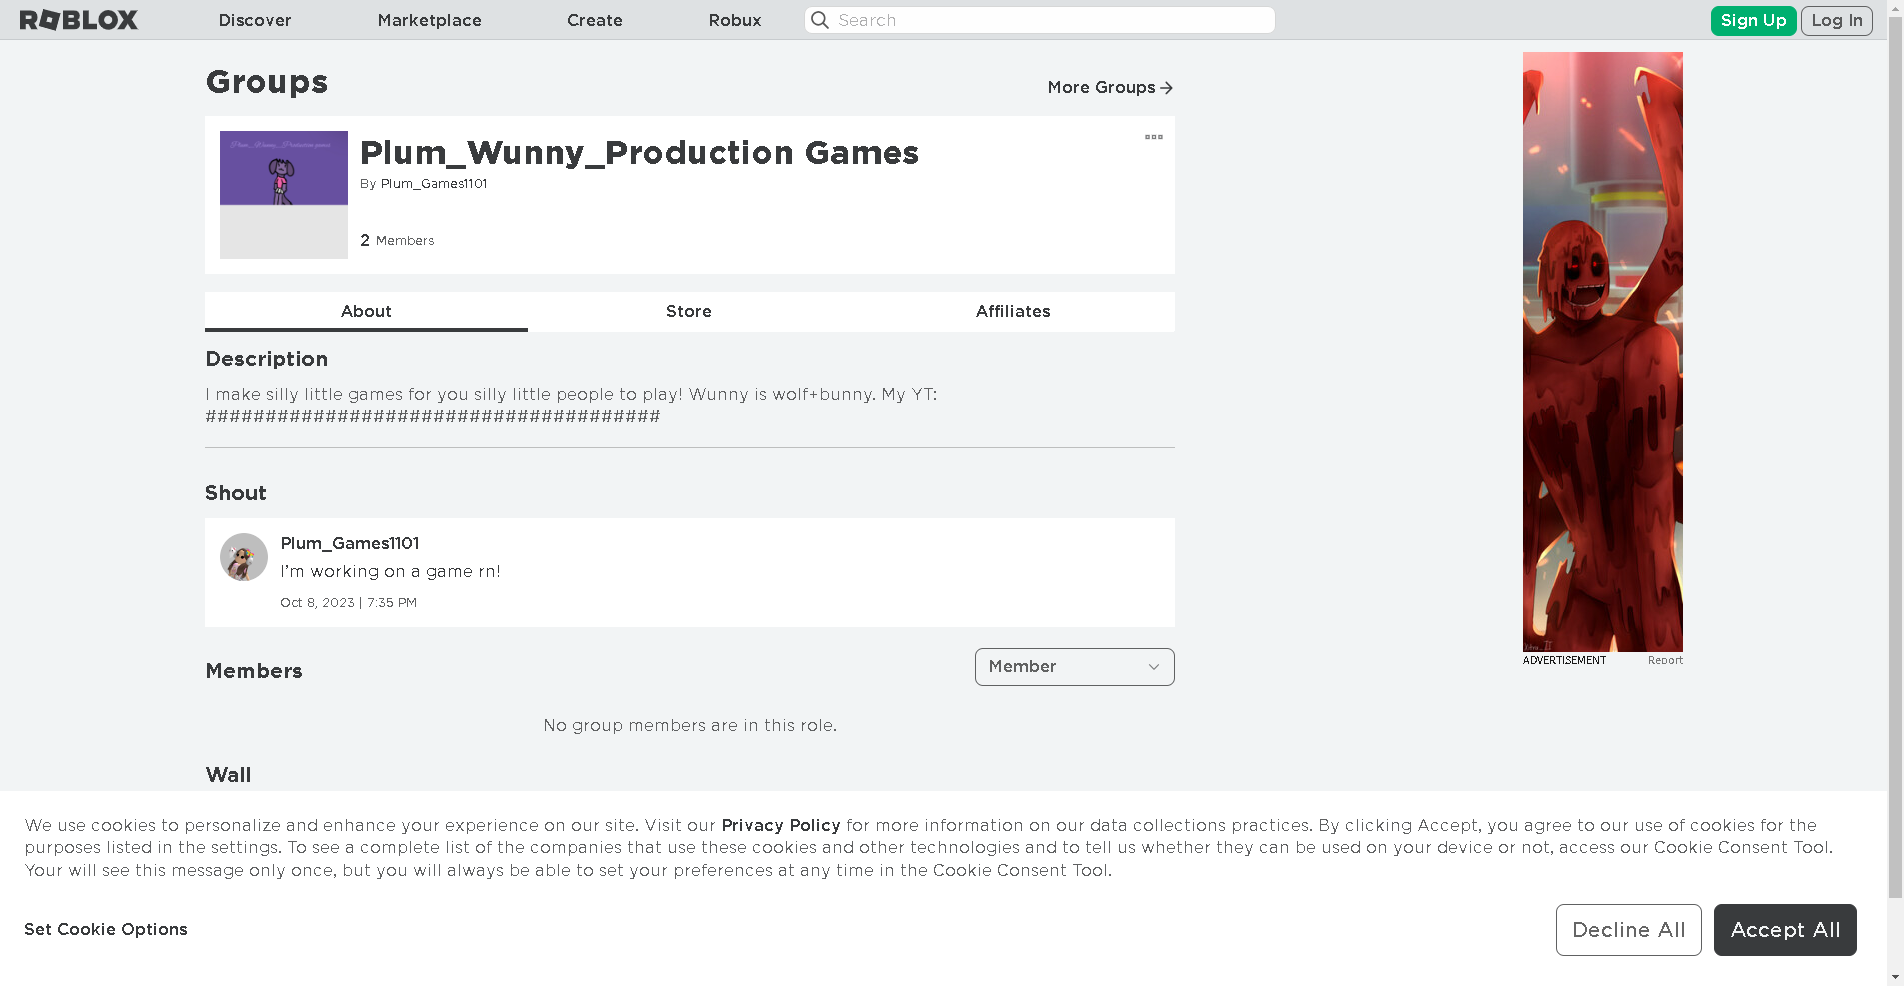 ROBLOX Discover Marketplace Create Robux Search Sign Up Log In
Groups
More Groups
Plum_Wunny_Production games
Plum_Wunny_Production Games
By Plum_Games1101
2 Members
About Store Affiliates
Description
I make silly little games for you silly little people to play! Wunny is wolf+bunny. My YT:
######################################
Shout
Plum_Games1101
I’m working on a game rn!
Oct 8, 2023 | 7:35 PM
Members
Member
No group members are in this role.
Wall
ADVERTISEMENT Report
We use cookies to personalize and enhance your experience on our site. Visit our Privacy Policy for more information on our data collections practices. By clicking Accept, you agree to our use of cookies for the
purposes listed in the settings. To see a complete list of the companies that use these cookies and other technologies and to tell us whether they can be used on your device or not, access our Cookie Consent Tool.
Your will see this message only once, but you will always be able to set your preferences at any time in the Cookie Consent Tool.
Set Cookie Options
Decline All
Accept All